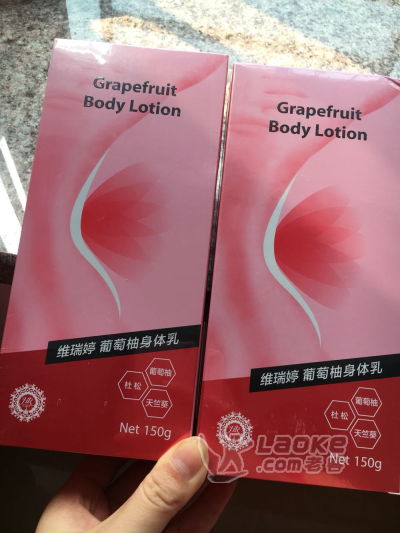 Grapefruit
Body Lotion
维瑞婷 葡萄柚身体乳
葡萄柚
杜松
天竺葵
Net 150g
Grapefruit
Body Lotion
维瑞婷 葡萄柚身体乳
葡萄柚
杜松
天竺葵
Net 150g
LAOKE
.com老客